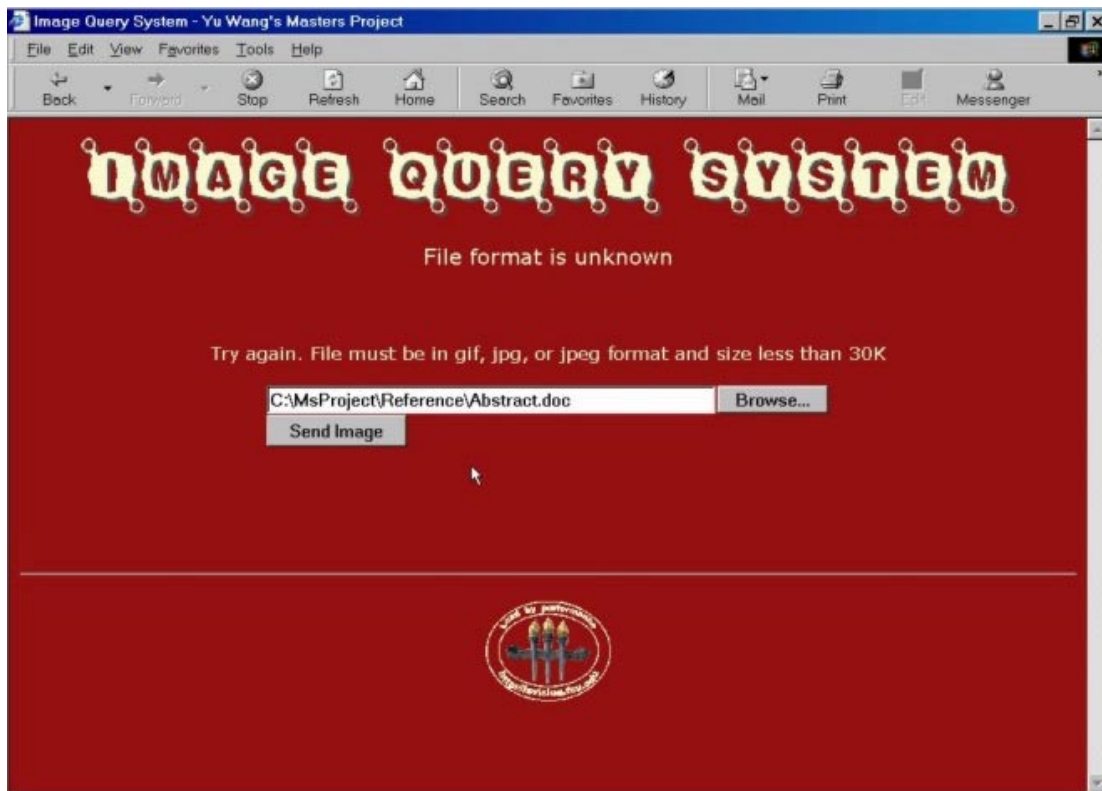 Image Query System - Yu Wang's Masters Project
File Edit View Favorites Tools Help
Back Forward Stop Refresh Home Search Favorites History Mail Print Edit Messenger
IMAGE QUERY SYSTEM
File format is unknown
Try again. File must be in gif, jpg, or jpeg format and size less than 30K
C:\MsProject\Reference\Abstract.doc Browse...
Send Image
by performance